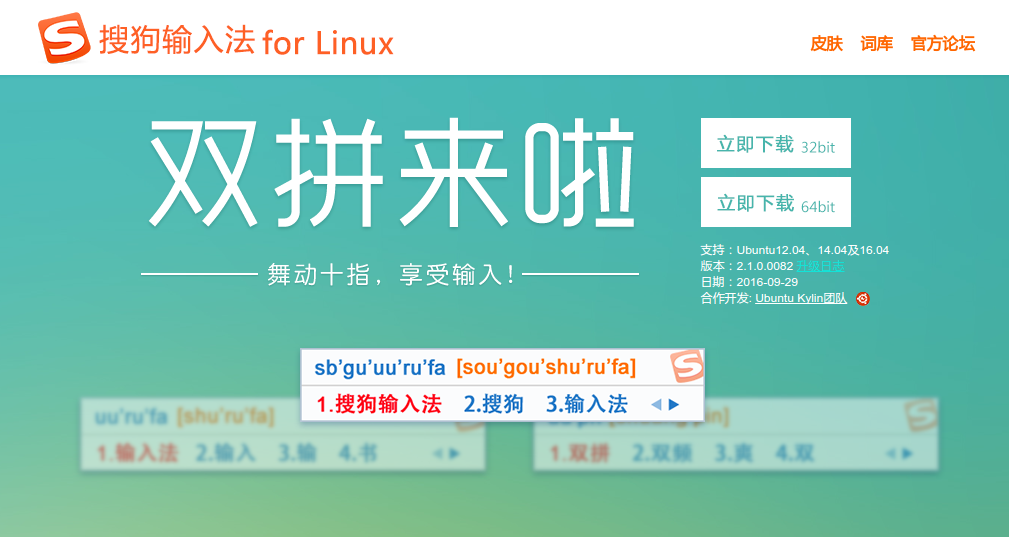 搜狗输入法 for Linux
皮肤 词库 官方论坛
双拼来啦
舞动十指，享受输入！
立即下载 32bit
立即下载 64bit
支持：Ubuntu12.04、14.04及16.04
版本：2.1.0.0082 升级日志
日期：2016-09-29
合作开发: Ubuntu Kylin团队
sb’gu’uu’ru’fa [sou’gou’shu’ru’fa]
1.搜狗输入法 2.搜狗 3.输入法
uu’ru’fa [shu’ru’fa]
1.输入法 2.输入 3.输 4.书
1.双拼 2.双频 3.爽 4.双